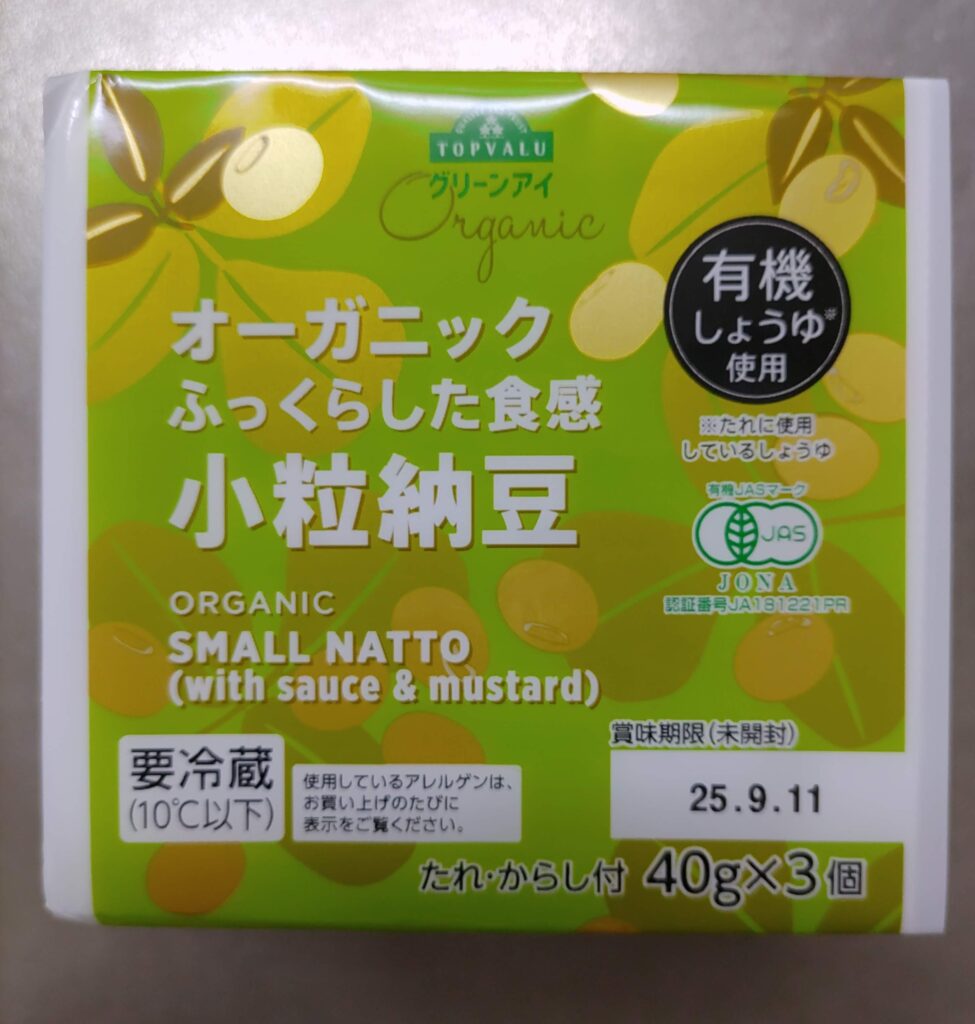 TOPVALU
グリーンアイ
Organic
有機
しょうゆ※
使用
オーガニック
ふっくらした食感
小粒納豆
※たれに使用
しているしょうゆ
有機JASマーク
JAS
JONA
認証番号JA181221PR
ORGANIC
SMALL NATTO
(with sauce & mustard)
要冷蔵
(10℃以下)
使用しているアレルゲンは、
お買い上げのたびに
表示をご覧ください。
賞味期限(未開封)
25.9.11
たれ・からし付 40g×3個